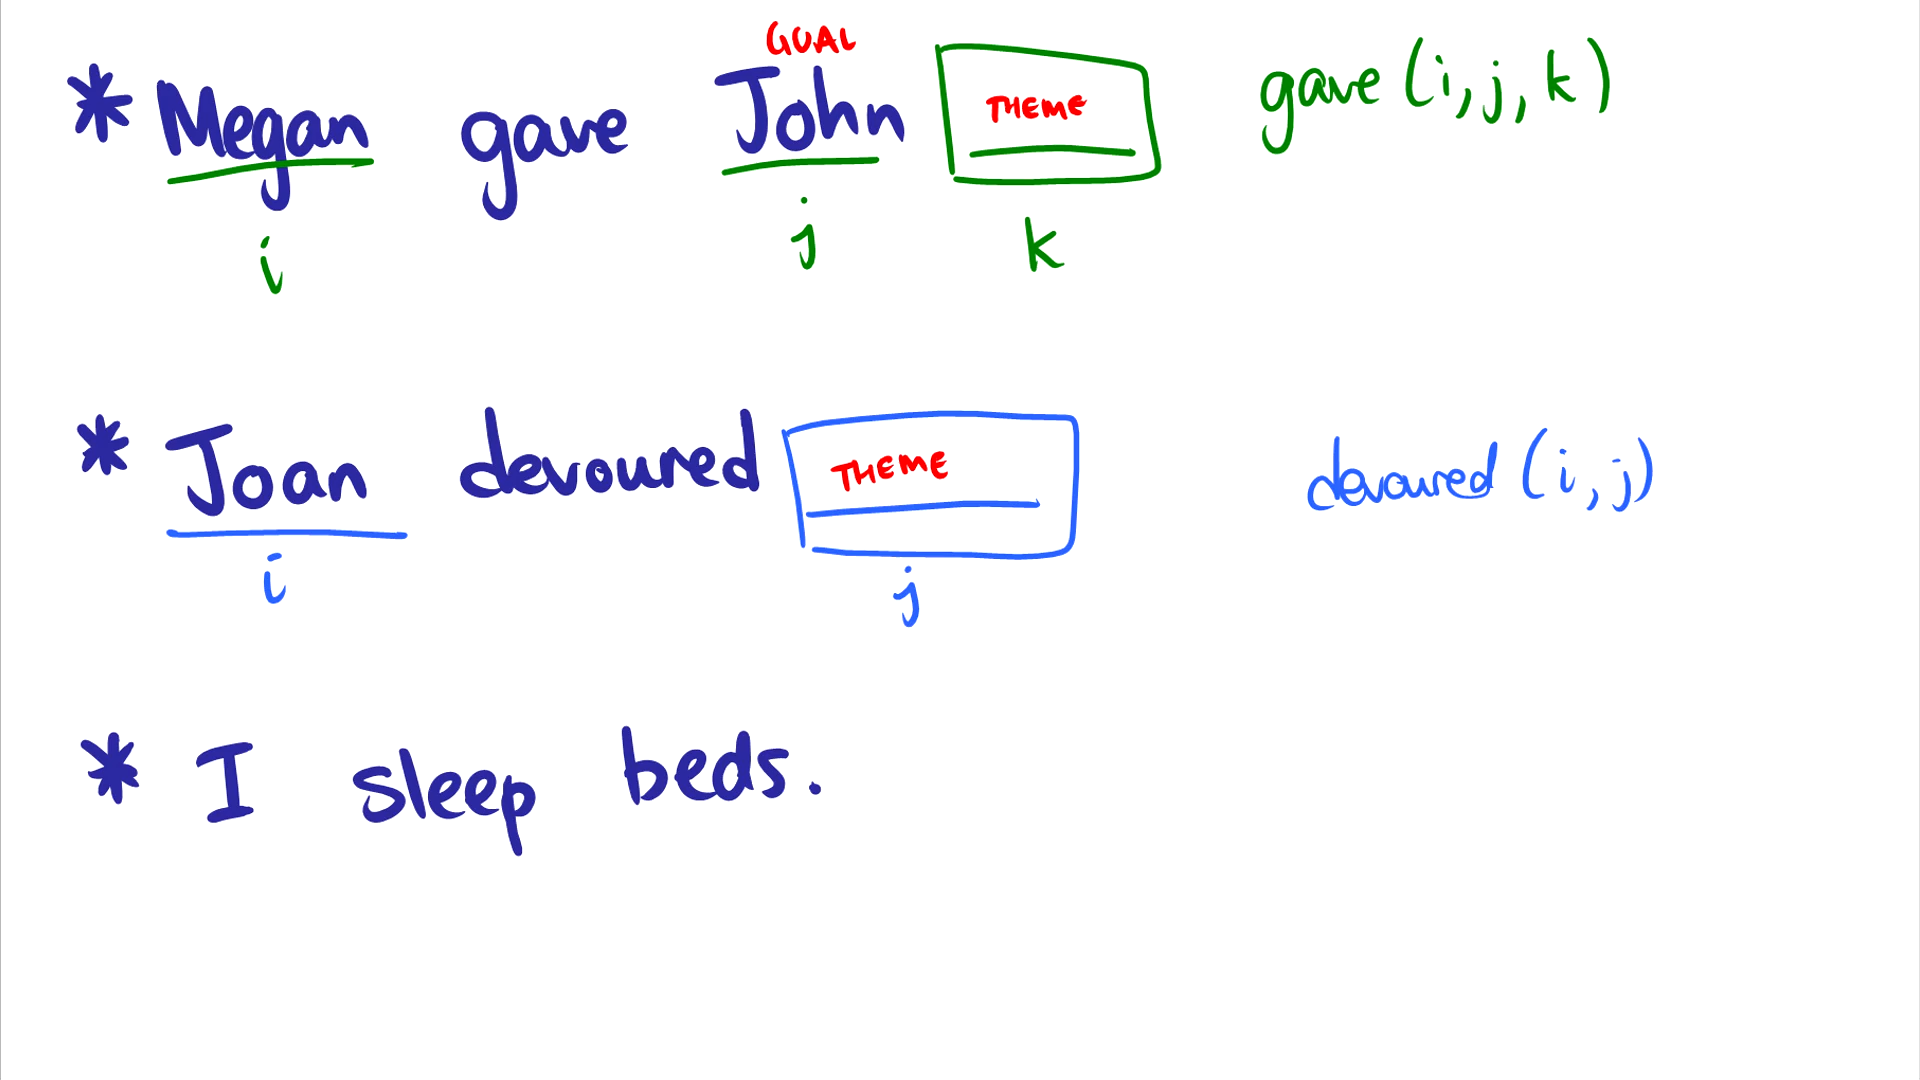 GOAL
* Megan gave John THEME gave (i, j, k)
i j k
* Joan devoured THEME devoured (i, j)
i j
* I sleep beds.